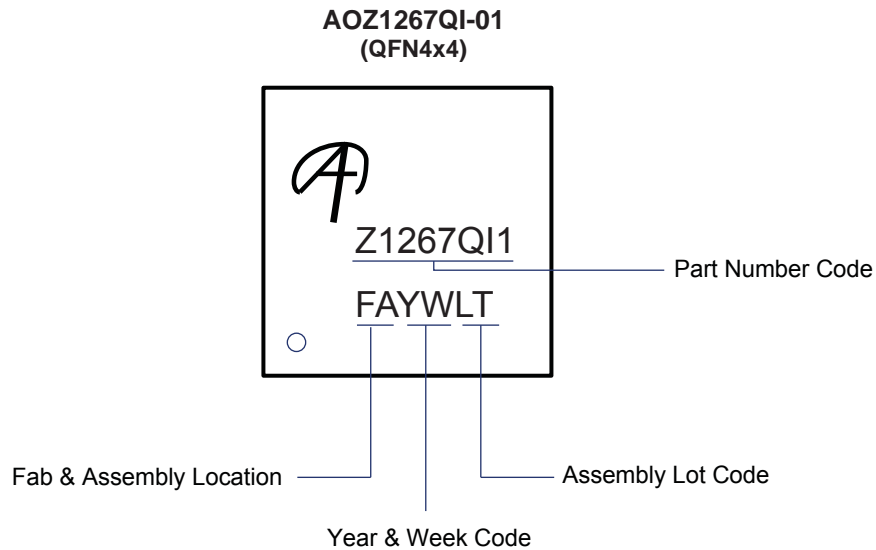 AOZ1267QI-01
(QFN4x4)
Z1267QI1
Part Number Code
FAYWLT
Fab & Assembly Location
Assembly Lot Code
Year & Week Code